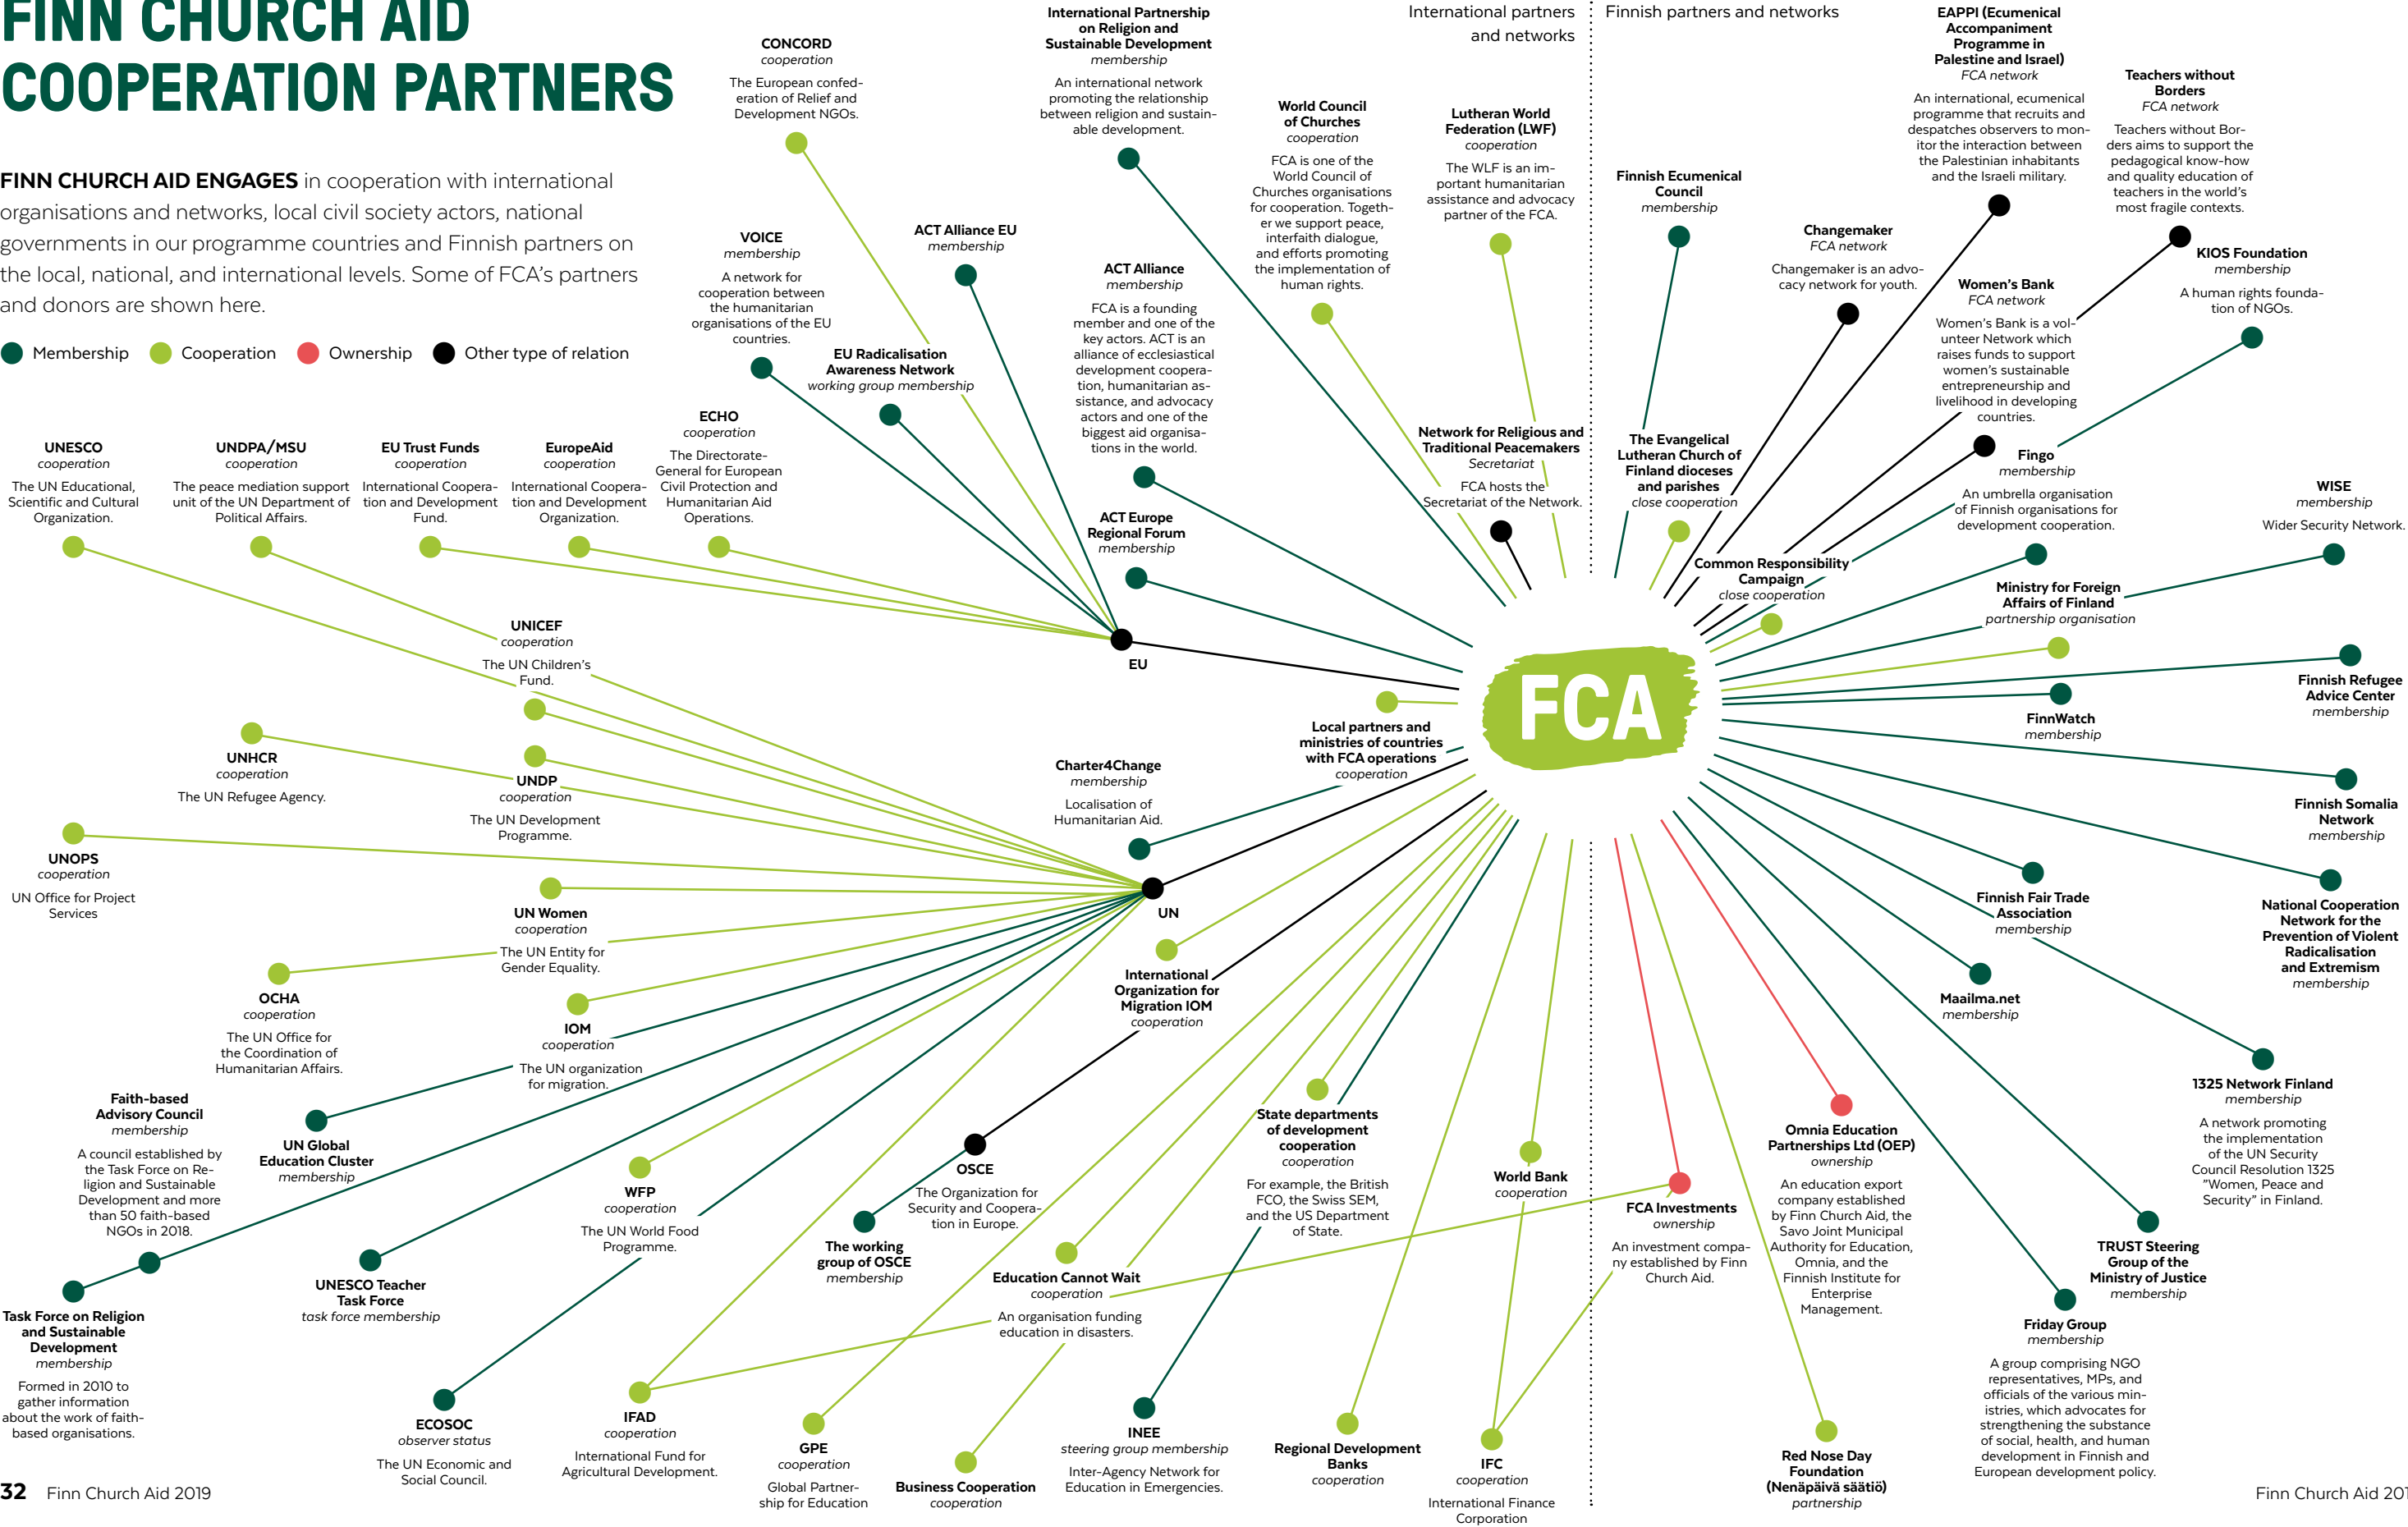 FINN CHURCH AID
COOPERATION PARTNERS
FINN CHURCH AID ENGAGES in cooperation with international
organisations and networks, local civil society actors, national
governments in our programme countries and Finnish partners on
the local, national, and international levels. Some of FCA's partners
and donors are shown here.
Membership
Cooperation
Ownership
Other type of relation
International partners
and networks
Finnish partners and networks
CONCORD
cooperation
The European confed-
eration of Relief and
Development NGOs.
International Partnership
on Religion and
Sustainable Development
membership
An international network
promoting the relationship
between religion and sustain-
able development.
World Council
of Churches
cooperation
FCA is one of the
World Council of
Churches organisations
for cooperation. Togeth-
er we support peace,
interfaith dialogue,
and efforts promoting
the implementation of
human rights.
Lutheran World
Federation (LWF)
cooperation
The WLF is an im-
portant humanitarian
assistance and advocacy
partner of the FCA.
VOICE
membership
A network for
cooperation between
the humanitarian
organisations of the EU
countries.
ACT Alliance EU
membership
ACT Alliance
membership
FCA is a founding
member and one of the
key actors. ACT is an
alliance of ecclesiastical
development coopera-
tion, humanitarian as-
sistance, and advocacy
actors and one of the
biggest aid organisa-
tions in the world.
EU Radicalisation
Awareness Network
working group membership
UNESCO
cooperation
The UN Educational,
Scientific and Cultural
Organization.
UNDPA/MSU
cooperation
The peace mediation support
unit of the UN Department of
Political Affairs.
EU Trust Funds
cooperation
International Coopera-
tion and Development
Fund.
EuropeAid
cooperation
International Coopera-
tion and Development
Organization.
ECHO
cooperation
The Directorate-
General for European
Civil Protection and
Humanitarian Aid
Operations.
ACT Europe
Regional Forum
membership
Network for Religious and
Traditional Peacemakers
Secretariat
FCA hosts the
Secretariat of the Network.
EU
UNICEF
cooperation
The UN Children's
Fund.
UNHCR
cooperation
The UN Refugee Agency.
UNDP
cooperation
The UN Development
Programme.
UNOPS
cooperation
UN Office for Project
Services
Local partners and
ministries of countries
with FCA operations
cooperation
Charter4Change
membership
Localisation of
Humanitarian Aid.
UN
FCA
UN Women
cooperation
The UN Entity for
Gender Equality.
OCHA
cooperation
The UN Office for
the Coordination of
Humanitarian Affairs.
IOM
cooperation
The UN organization
for migration.
International
Organization for
Migration IOM
cooperation
Faith-based
Advisory Council
membership
A council established by
the Task Force on Re-
ligion and Sustainable
Development and more
than 50 faith-based
NGOs in 2018.
UN Global
Education Cluster
membership
WFP
cooperation
The UN World Food
Programme.
OSCE
The Organization for
Security and Coopera-
tion in Europe.
The working
group of OSCE
membership
State departments
of development
cooperation
cooperation
For example, the British
FCO, the Swiss SEM,
and the US Department
of State.
World Bank
cooperation
Education Cannot Wait
cooperation
An organisation funding
education in disasters.
UNESCO Teacher
Task Force
task force membership
Task Force on Religion
and Sustainable
Development
membership
Formed in 2010 to
gather information
about the work of faith-
based organisations.
ECOSOC
observer status
The UN Economic and
Social Council.
IFAD
cooperation
International Fund for
Agricultural Development.
GPE
cooperation
Global Partner-
ship for Education
Business Cooperation
cooperation
INEE
steering group membership
Inter-Agency Network for
Education in Emergencies.
Regional Development
Banks
cooperation
IFC
cooperation
International Finance
Corporation
Finnish Ecumenical
Council
membership
EAPPI (Ecumenical
Accompaniment
Programme in
Palestine and Israel)
FCA network
An international, ecumenical
programme that recruits and
despatches observers to mon-
itor the interaction between
the Palestinian inhabitants
and the Israeli military.
Teachers without
Borders
FCA network
Teachers without Bor-
ders aims to support the
pedagogical know-how
and quality education of
teachers in the world's
most fragile contexts.
Changemaker
FCA network
Changemaker is an advo-
cacy network for youth.
Women's Bank
FCA network
Women's Bank is a vol-
unteer Network which
raises funds to support
women's sustainable
entrepreneurship and
livelihood in developing
countries.
KIOS Foundation
membership
A human rights founda-
tion of NGOs.
The Evangelical
Lutheran Church of
Finland dioceses
and parishes
close cooperation
Fingo
membership
An umbrella organisation
of Finnish organisations for
development cooperation.
WISE
membership
Wider Security Network.
Common Responsibility
Campaign
close cooperation
Ministry for Foreign
Affairs of Finland
partnership organisation
Finnish Refugee
Advice Center
membership
FinnWatch
membership
Finnish Somalia
Network
membership
Finnish Fair Trade
Association
membership
National Cooperation
Network for the
Prevention of Violent
Radicalisation
and Extremism
membership
Maailma.net
membership
1325 Network Finland
membership
A network promoting
the implementation
of the UN Security
Council Resolution 1325
"Women, Peace and
Security" in Finland.
Omnia Education
Partnerships Ltd (OEP)
ownership
An education export
company established
by Finn Church Aid, the
Savo Joint Municipal
Authority for Education,
Omnia, and the
Finnish Institute for
Enterprise
Management.
FCA Investments
ownership
An investment compa-
ny established by Finn
Church Aid.
TRUST Steering
Group of the
Ministry of Justice
membership
Friday Group
membership
A group comprising NGO
representatives, MPs, and
officials of the various min-
istries, which advocates for
strengthening the substance
of social, health, and human
development in Finnish and
European development policy.
Red Nose Day
Foundation
(Nenäpäivä säätiö)
partnership
32 Finn Church Aid 2019
Finn Church Aid 201